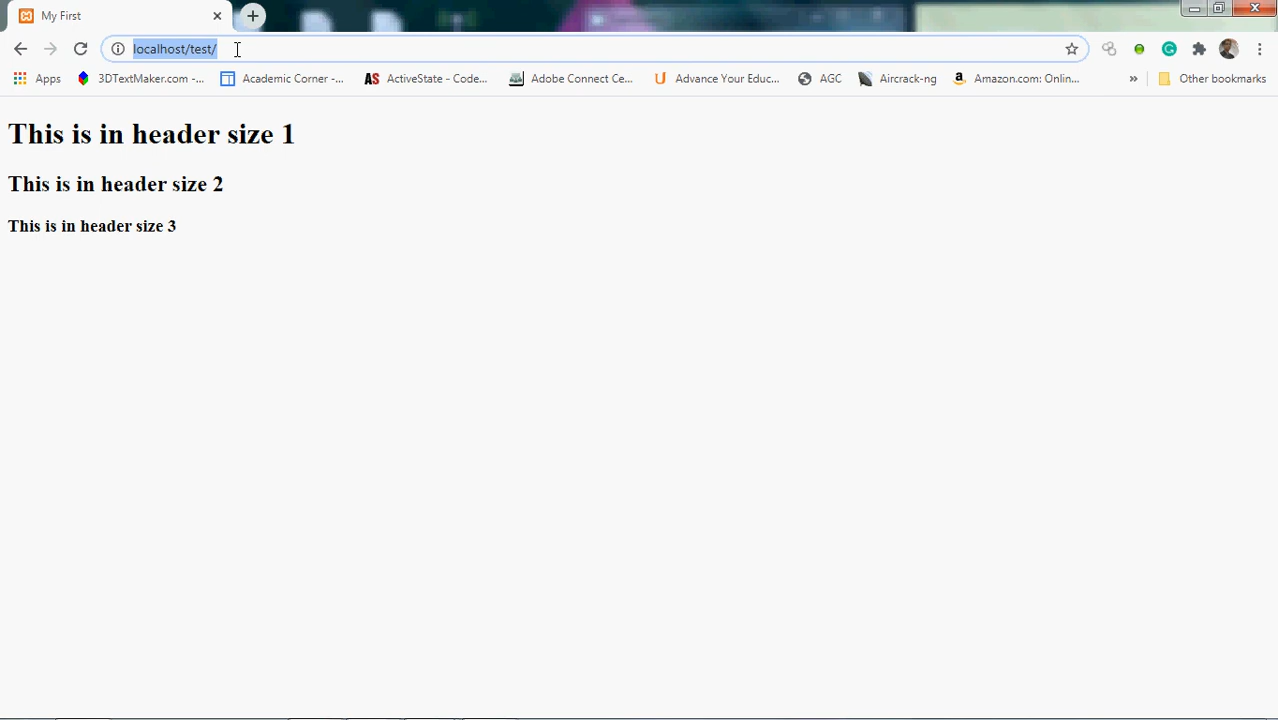 My First
localhost/test/
Apps 3DTextMaker.com -... Academic Corner -... AS ActiveState - Code... Adobe Connect Ce... U Advance Your Educ... AGC Aircrack-ng a Amazon.com: Onlin... » Other bookmarks
This is in header size 1
This is in header size 2
This is in header size 3